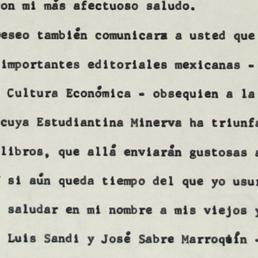 on mi más afectuoso saludo.
eseo también comunicara a usted que
importantes editoriales mexicanas -
Cultura Económica - obsequien a la
cuya Estudiantina Minerva ha triunfa
libros, que allá enviarán gustosas a
si aún queda tiempo del que yo usur
saludar en mi nombre a mis viejos y
Luis Sandi y José Sabre Marroquín -